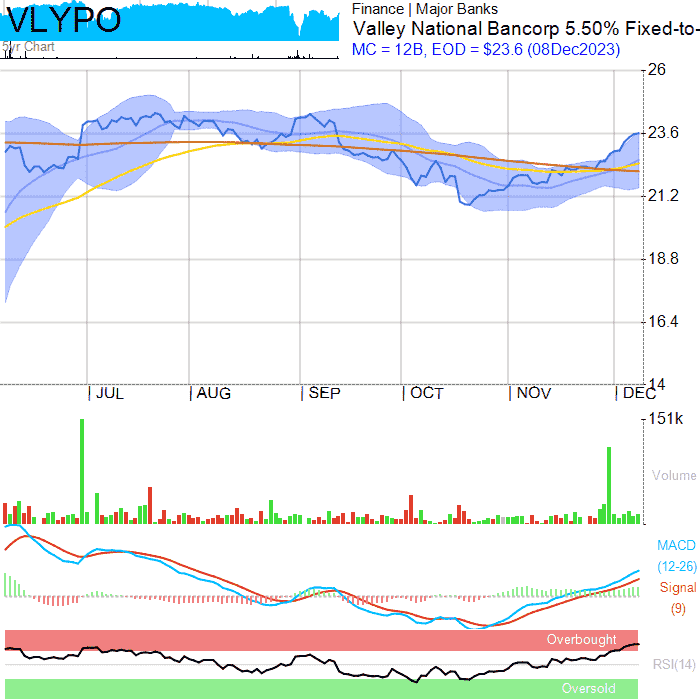 VLYPO
5yr Chart
Finance | Major Banks
Valley National Bancorp 5.50% Fixed-to-
MC = 12B, EOD = $23.6 (08Dec2023)
26
23.6
21.2
18.8
16.4
14
JUL
AUG
SEP
OCT
NOV
DEC
151k
Volume
MACD
(12-26)
Signal
(9)
Overbought
RSI(14)
Oversold